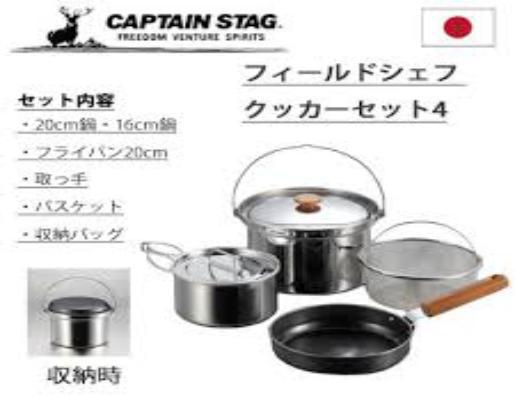 CAPTAIN STAG.
FREEDOM VENTURE SPIRITS
フィールドシェフ
クッカーセット4
セット内容
・20cm鍋・16cm鍋
・フライパン20cm
・取っ手
・バスケット
・収納バッグ
収納時